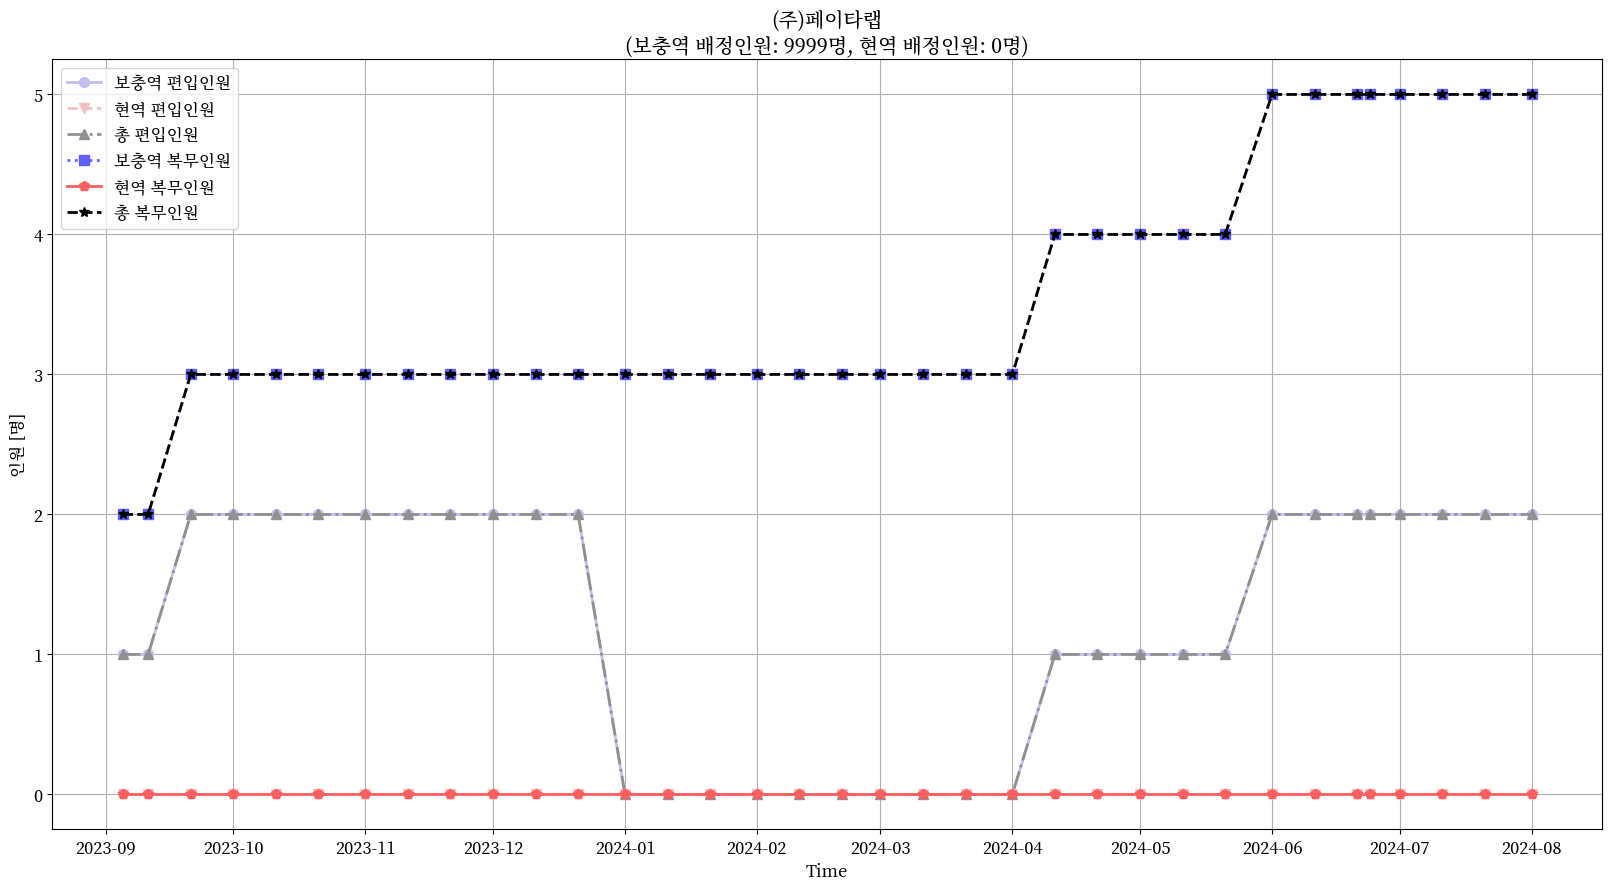 (주)페이타랩
(보충역 배정인원: 9999명, 현역 배정인원: 0명)
보충역 편입인원
현역 편입인원
총 편입인원
보충역 복무인원
현역 복무인원
총 복무인원
인원 [명]
5
4
3
2
1
0
2023-09 2023-10 2023-11 2023-12 2024-01 2024-02 2024-03 2024-04 2024-05 2024-06 2024-07 2024-08
Time